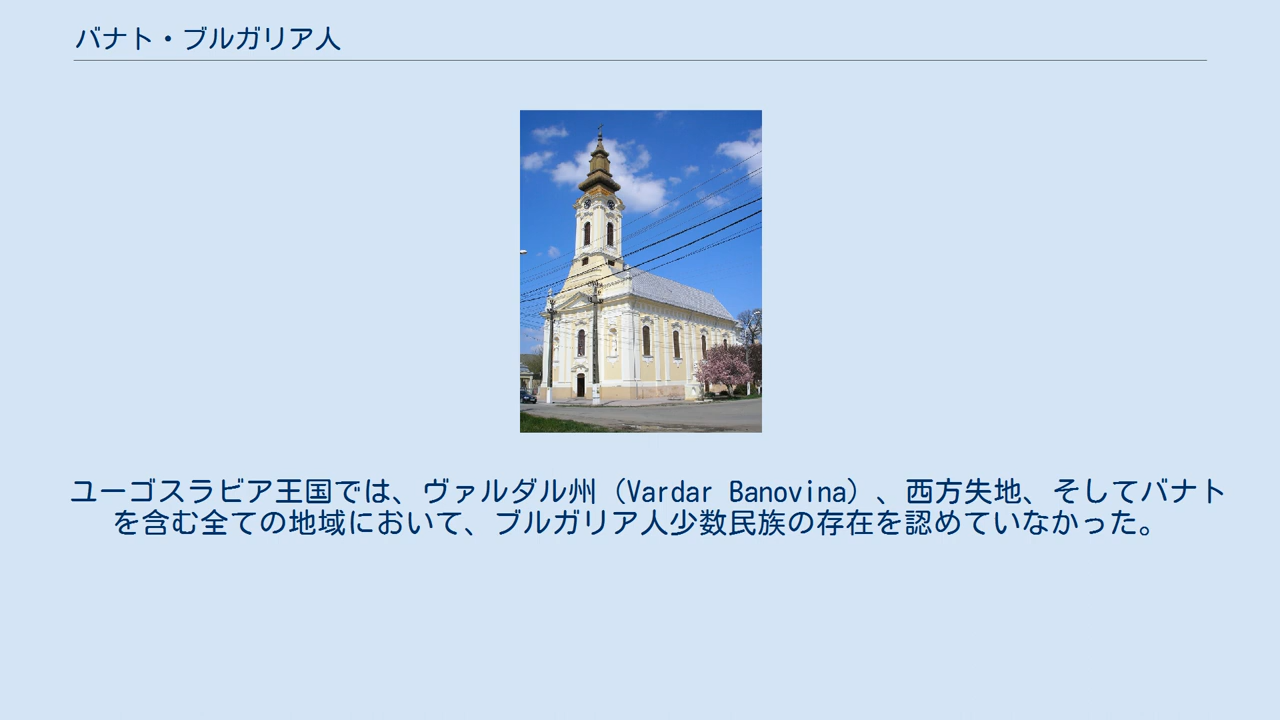 バナト・ブルガリア人
ユーゴスラビア王国では、ヴァルダル州（Vardar Banovina）、西方失地、そしてバナト
を含む全ての地域において、ブルガリア人少数民族の存在を認めていなかった。